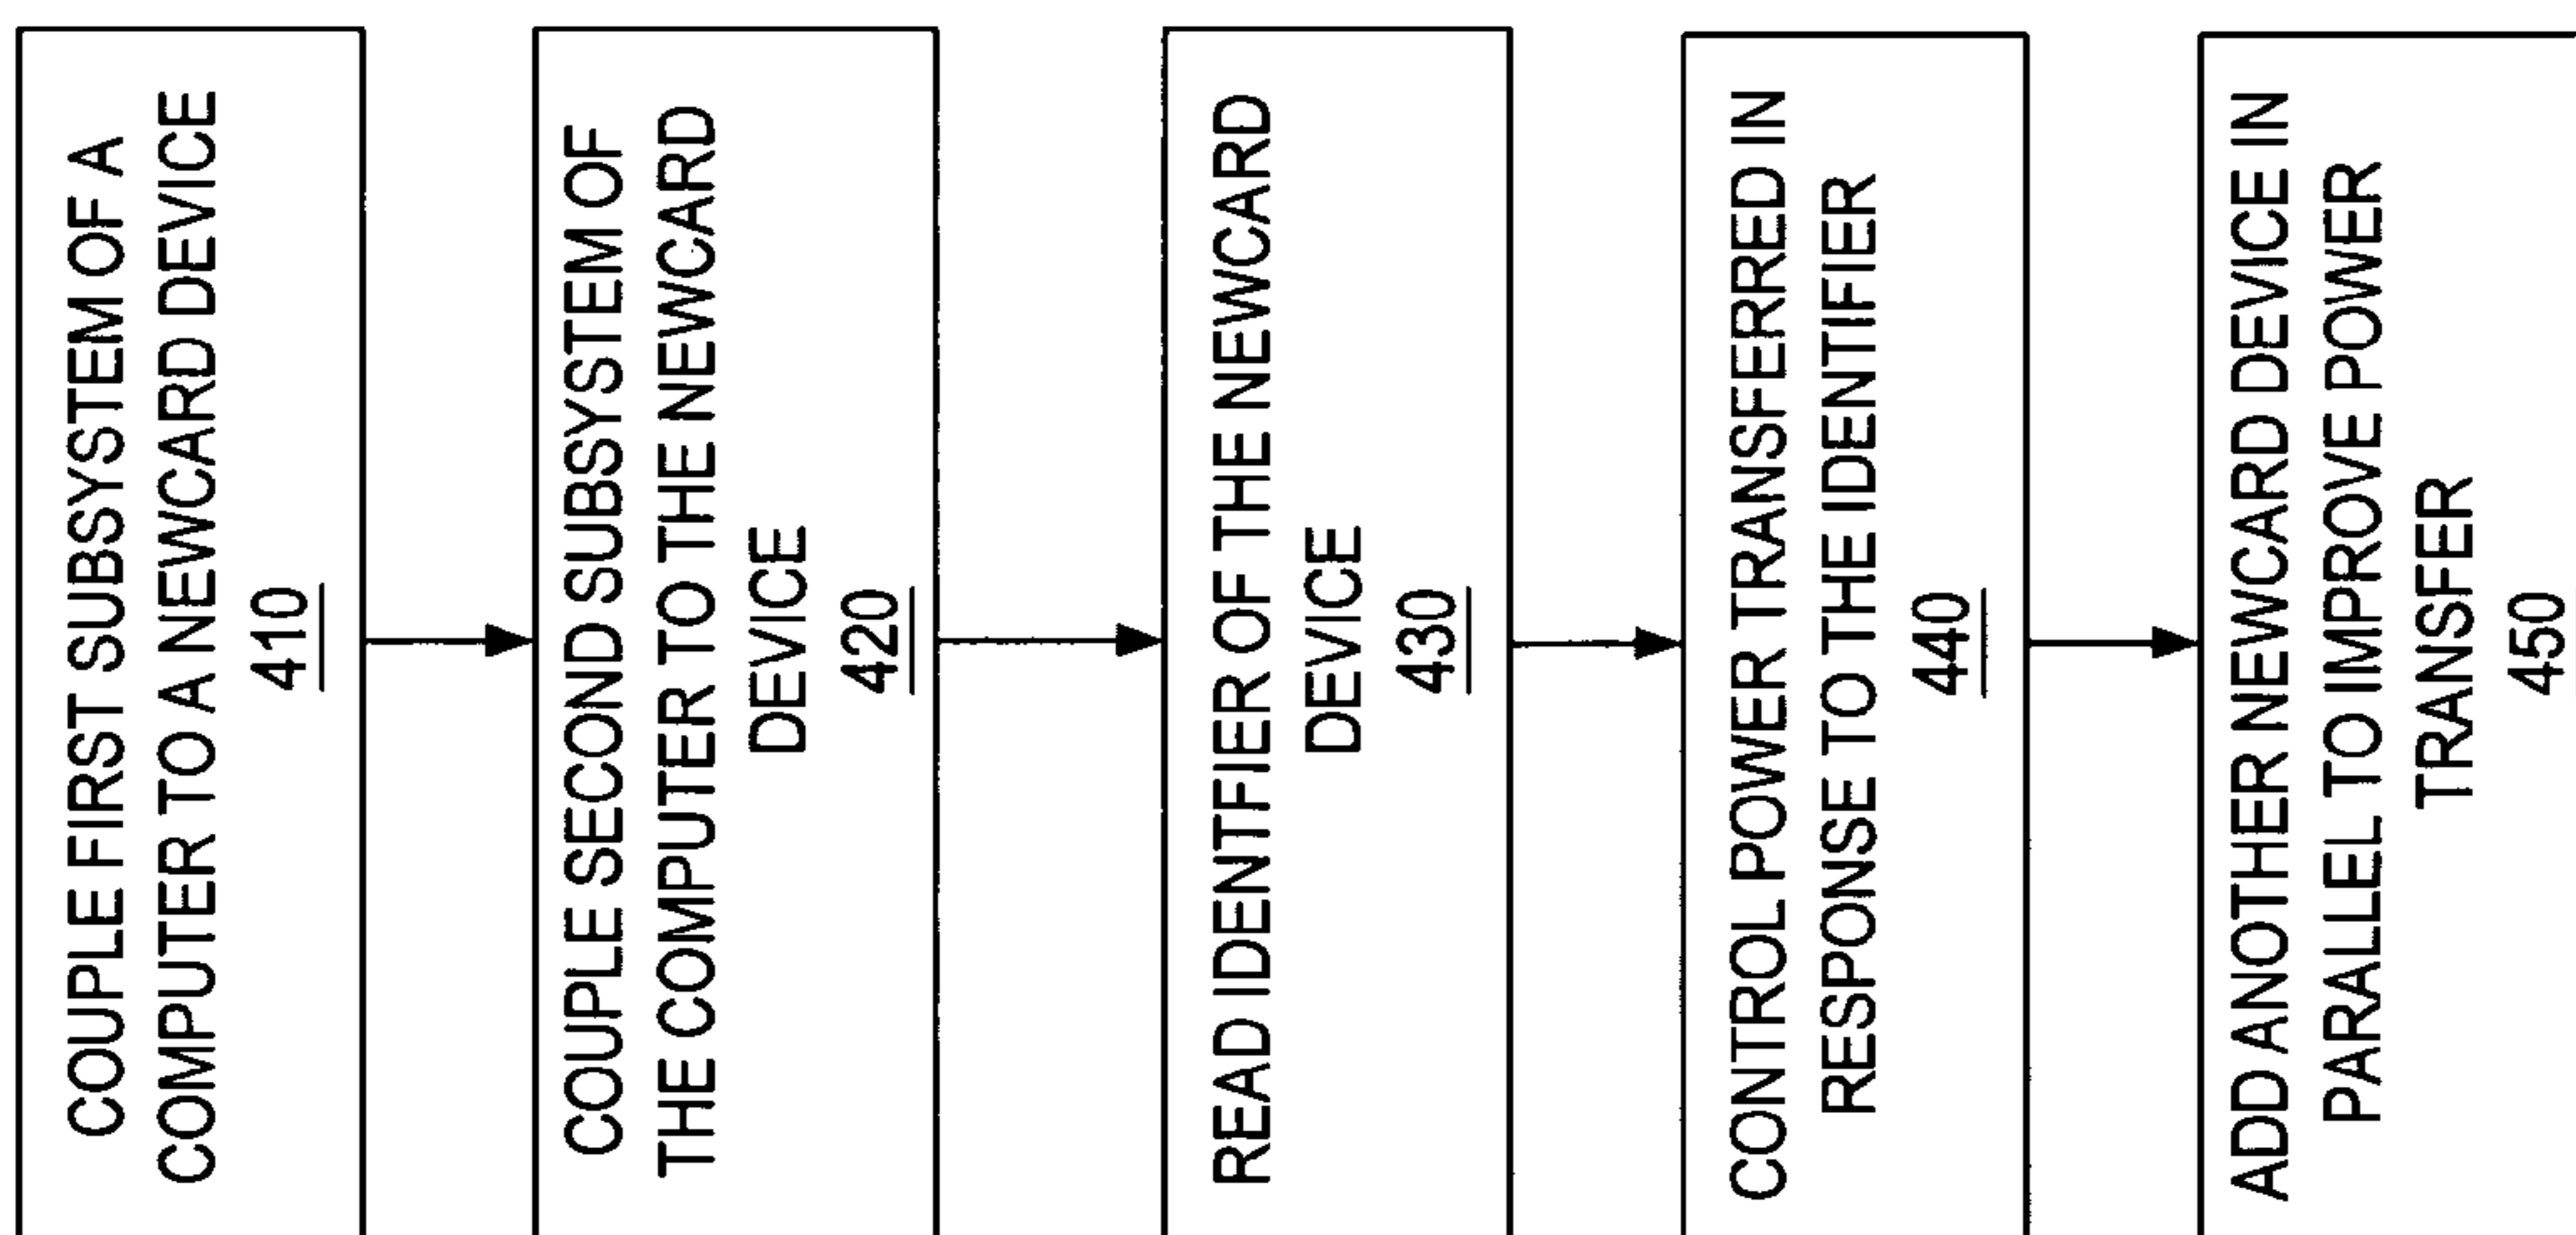 COUPLE FIRST SUBSYSTEM OF A
COMPUTER TO A NEWCARD DEVICE
410
COUPLE SECOND SUBSYSTEM OF
THE COMPUTER TO THE NEWCARD
DEVICE
420
READ IDENTIFIER OF THE NEWCARD
DEVICE
430
CONTROL POWER TRANSFERRED IN
RESPONSE TO THE IDENTIFIER
440
ADD ANOTHER NEWCARD DEVICE IN
PARALLEL TO IMPROVE POWER
TRANSFER
450